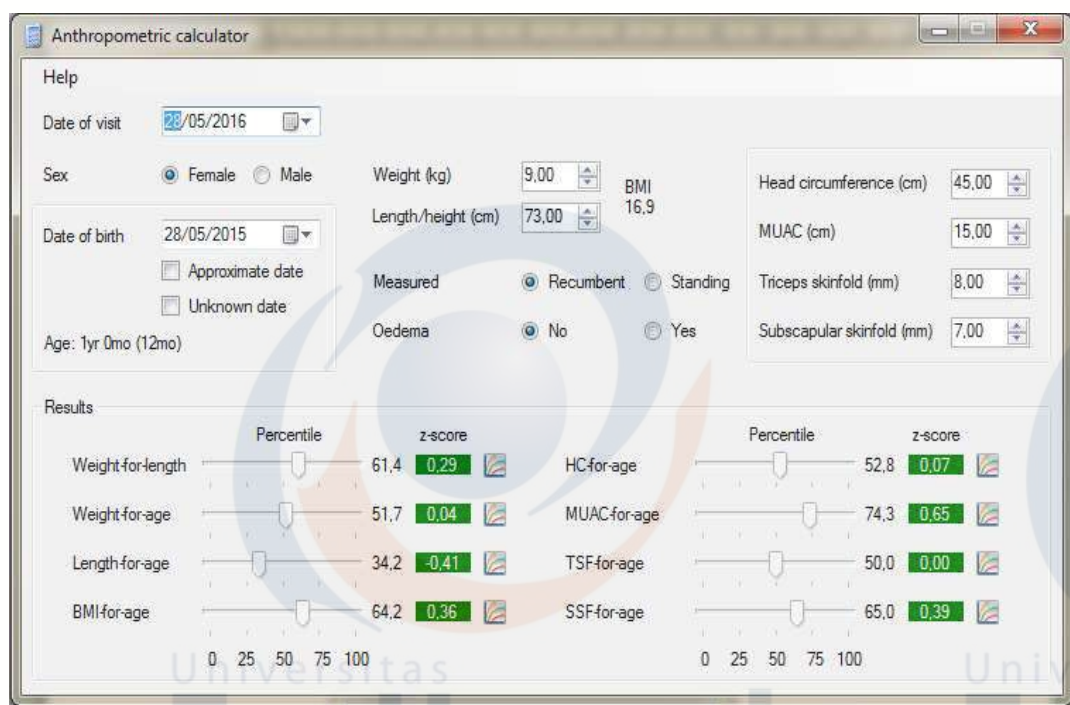 Anthropometric calculator
Help
Date of visit 28/05/2016
Sex Female Male
Date of birth 28/05/2015
Approximate date
Unknown date
Age: 1yr 0mo (12mo)
Weight (kg) 9,00
Length/height (cm) 73,00
BMI
16,9
Measured Recumbent Standing
Oedema No Yes
Head circumference (cm) 45,00
MUAC (cm) 15,00
Triceps skinfold (mm) 8,00
Subscapular skinfold (mm) 7,00
Results
Percentile z-score
Weight-for-length 61,4 0,29
Weight-for-age 51,7 0,04
Length-for-age 34,2 -0,41
BMI-for-age 64,2 0,36
0 25 50 75 100
Percentile z-score
HC-for-age 52,8 0,07
MUAC-for-age 74,3 0,65
TSF-for-age 50,0 0,00
SSF-for-age 65,0 0,39
0 25 50 75 100
Universitas
Univ